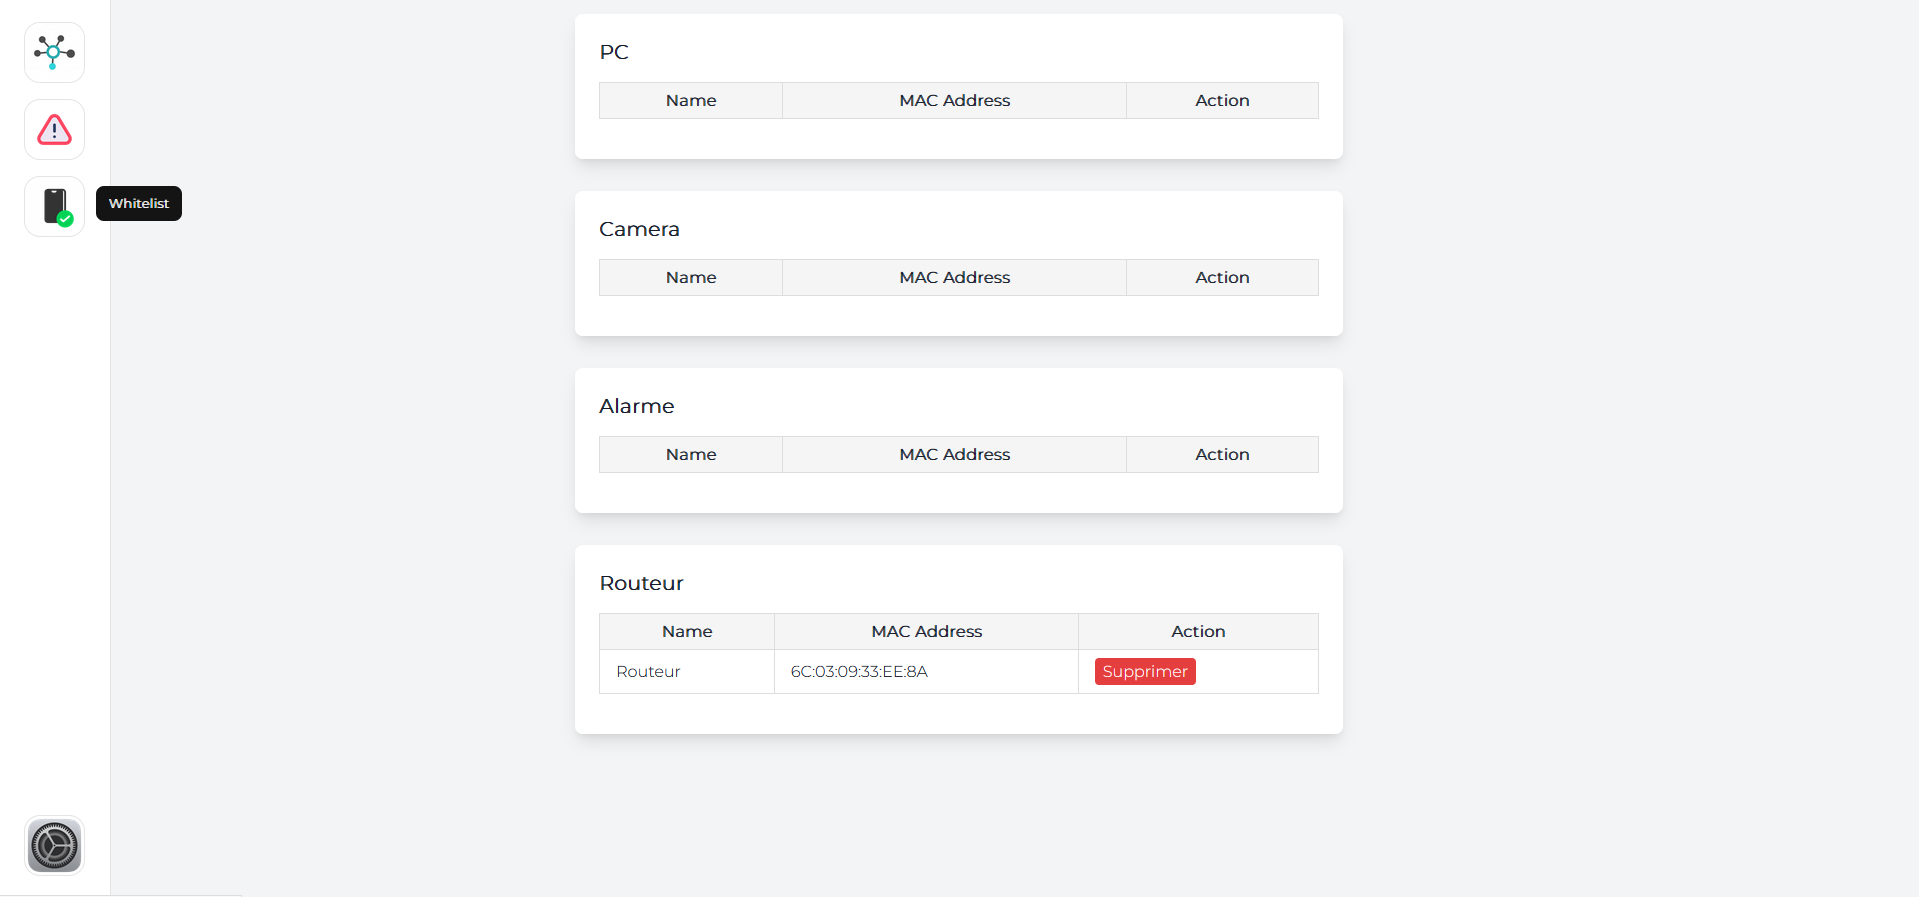 Whitelist
PC
Name MAC Address Action
Camera
Name MAC Address Action
Alarme
Name MAC Address Action
Routeur
Name MAC Address Action
Routeur 6C:03:09:33:EE:8A Supprimer